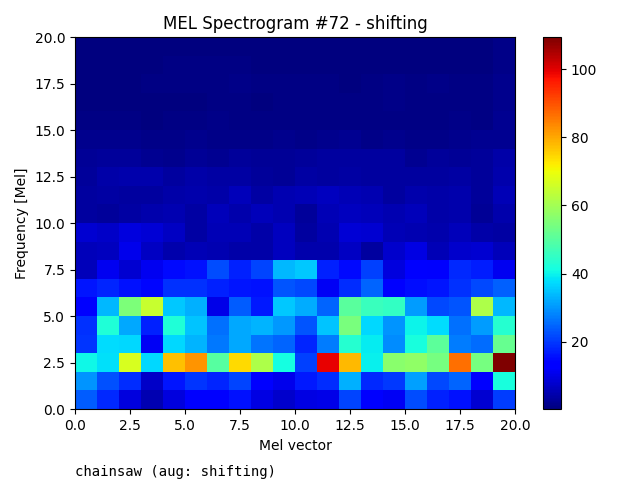 MEL Spectrogram #72 - shifting
20.0
17.5
15.0
12.5
10.0
7.5
5.0
2.5
0.0
Frequency [Mel]
0.0 2.5 5.0 7.5 10.0 12.5 15.0 17.5 20.0
Mel vector
100
80
60
40
20
chainsaw (aug: shifting)